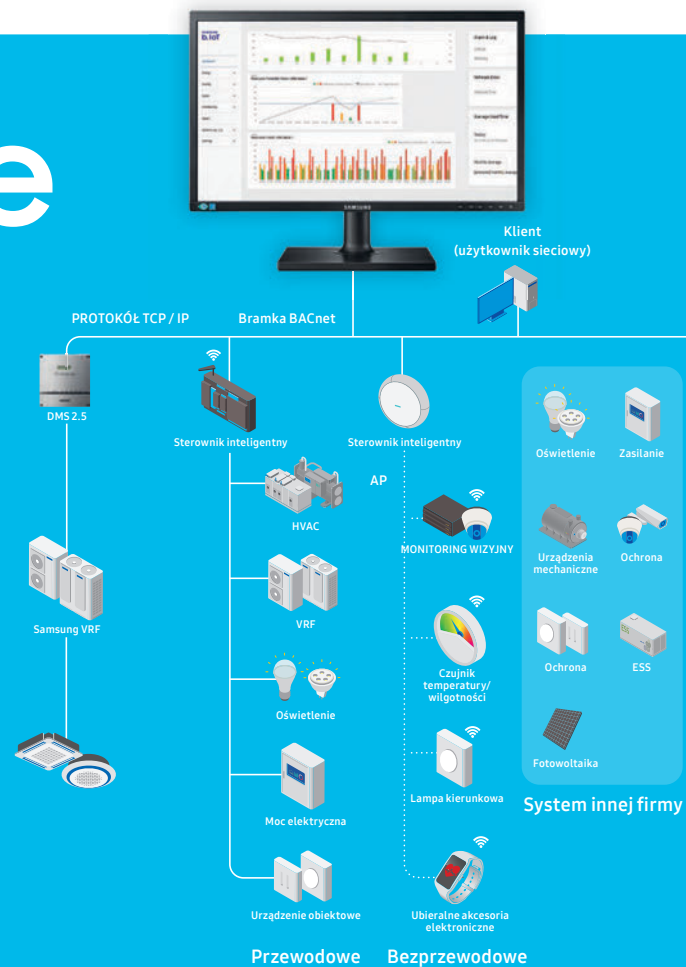 b.IoT
e
SAMSUNG
Klient
(użytkownik sieciowy)
PROTOKÓŁ TCP / IP
Bramka BACnet
DMS 2.5
Sterownik inteligentny
Sterownik inteligentny
AP
Samsung VRF
HVAC
VRF
Oświetlenie
Moc elektryczna
Urządzenie obiektowe
Przewodowe
MONITORING WIZYJNY
Czujnik
temperatury/
wilgotności
Lampa kierunkowa
Ubieralne akcesoria
elektroniczne
Bezprzewodowe
Oświetlenie
Zasilanie
Urządzenia
mechaniczne
Ochrona
Ochrona
ESS
Fotowoltaika
System innej firmy